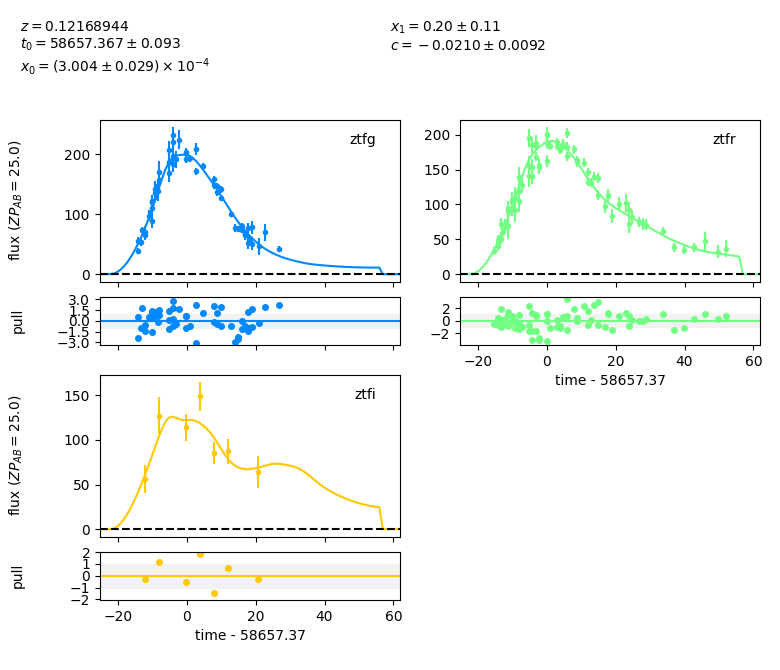 z = 0.12168944
t₀ = 58657.367 ± 0.093
x₀ = (3.004 ± 0.029) × 10⁻⁴
x₁ = 0.20 ± 0.11
c = −0.0210 ± 0.0092
flux (ZP_AB = 25.0)
ztfg
200
100
0
pull
3.0
1.5
0.0
−1.5
−3.0
ztfr
200
150
100
50
0
2
0
−2
−20 0 20 40 60
time - 58657.37
flux (ZP_AB = 25.0)
ztfi
150
100
50
0
pull
2
1
0
−1
−2
−20 0 20 40 60
time - 58657.37